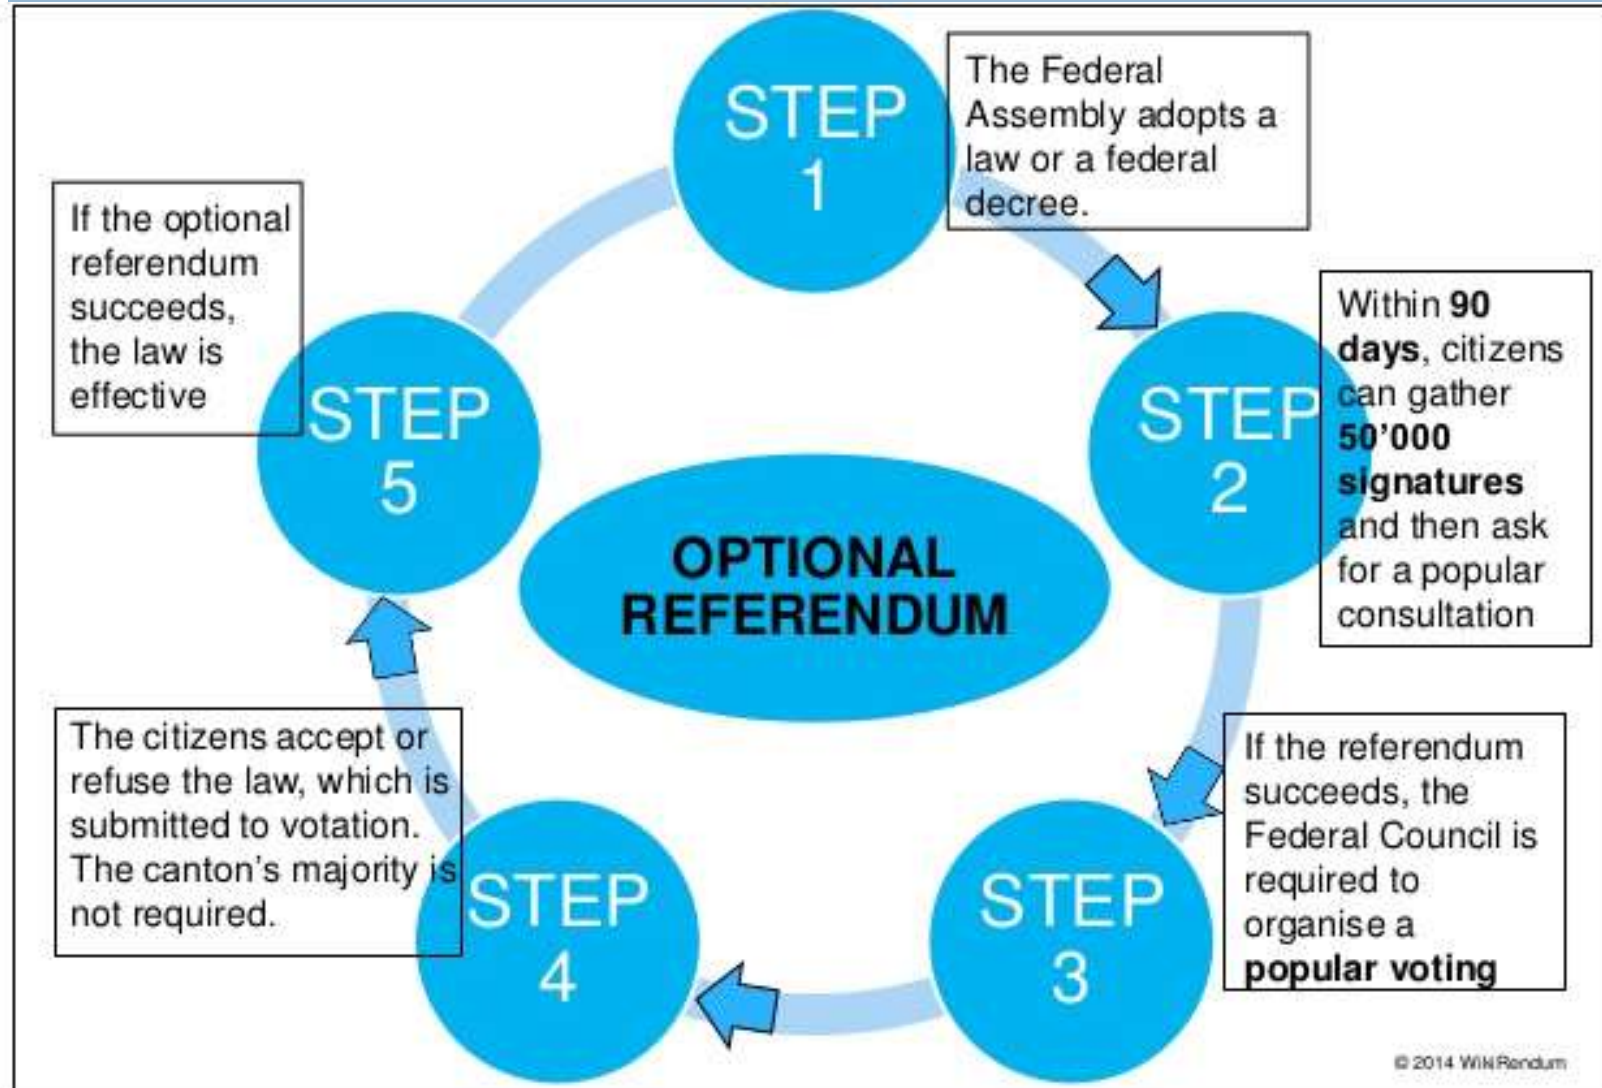 STEP
1
The Federal
Assembly adopts a
law or a federal
decree.
STEP
2
Within 90
days, citizens
can gather
50’000
signatures
and then ask
for a popular
consultation
STEP
3
If the referendum
succeeds, the
Federal Council is
required to
organise a
popular voting
STEP
4
The citizens accept or
refuse the law, which is
submitted to votation.
The canton’s majority is
not required.
STEP
5
If the optional
referendum
succeeds,
the law is
effective
OPTIONAL
REFERENDUM
© 2014 WikiRendum